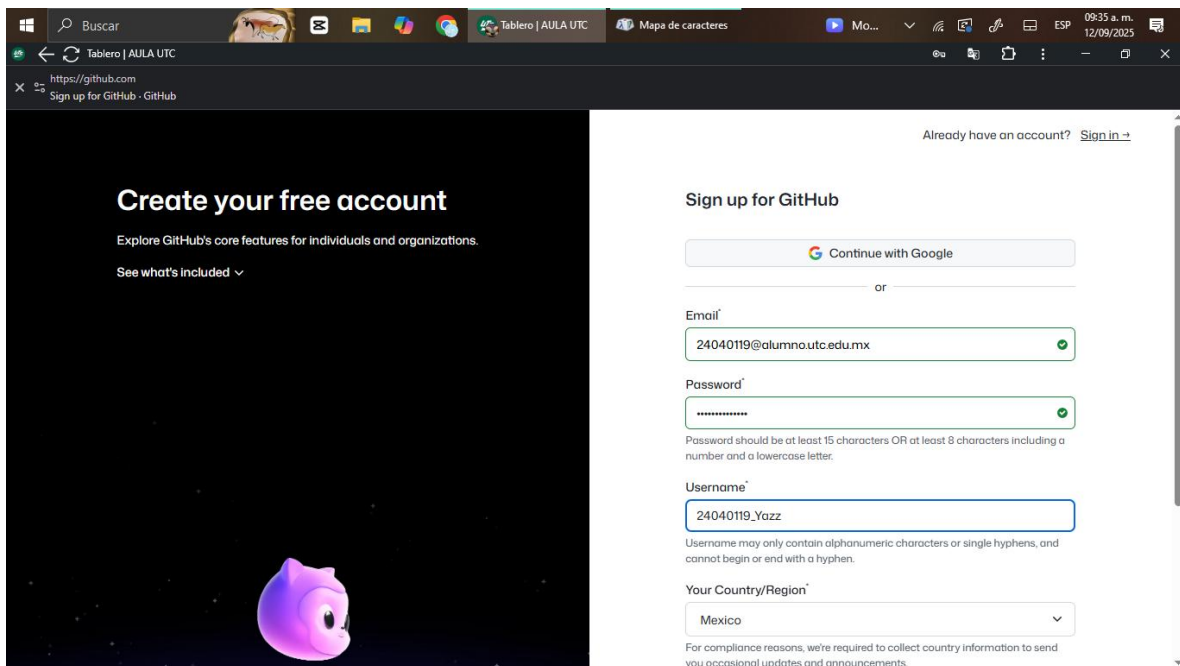 Buscar
Tablero | AULA UTC
Mapa de caracteres
Mo...
ESP
09:35 a. m.
12/09/2025
Tablero | AULA UTC
https://github.com
Sign up for GitHub - GitHub
Already have an account? Sign in →
Create your free account
Explore GitHub's core features for individuals and organizations.
See what's included
Sign up for GitHub
Continue with Google
or
Email*
24040119@alumno.utc.edu.mx
Password*
••••••••••••••
Password should be at least 15 characters OR at least 8 characters including a
number and a lowercase letter.
Username*
24040119_Yazz
Username may only contain alphanumeric characters or single hyphens, and
cannot begin or end with a hyphen.
Your Country/Region*
Mexico
For compliance reasons, we're required to collect country information to send
you occasional updates and announcements.